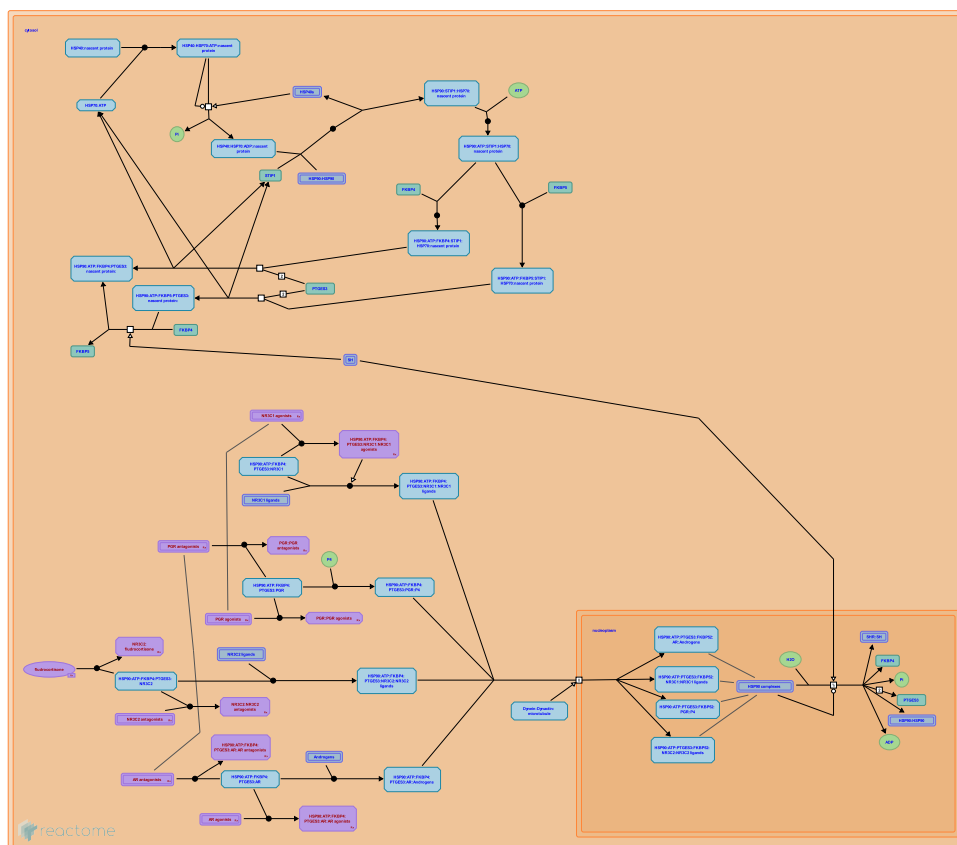 cytosol
HSP40:nascent protein
HSP40:HSP70:ATP:nascent
protein
HSP70:ATP
HSP40s
HSP90:STIP1:HSP70:
nascent protein
ATP
Pi
HSP40:HSP70:ADP:nascent
protein
HSP90:ATP:STIP1:HSP70:
nascent protein
STIP1
HSP90:HSP90
FKBP4
FKBP5
HSP90:ATP:FKBP4:STIP1:
HSP70:nascent protein
HSP90:ATP:FKBP4:PTGES3:
nascent protein
2
HSP90:ATP:FKBP5:STIP1:
HSP70:nascent protein
PTGES3
2
HSP90:ATP:FKBP5:PTGES3:
nascent protein
FKBP4
FKBP5
SH
NR3C1 agonists
HSP90:ATP:FKBP5:
PTGES3:NR3C1:NR3C1
agonists
HSP90:ATP:FKBP4:
PTGES3:NR3C1
HSP90:ATP:FKBP4:
PTGES3:NR3C1:NR3C1
ligands
NR3C1 ligands
PGR antagonists
PGR:PGR
antagonists
P4
HSP90:ATP:FKBP4:
PTGES3:PGR
HSP90:ATP:FKBP4:
PTGES3:PGR:P4
PGR agonists
PGR:PGR agonists
nucleoplasm
HSP90:ATP:PTGES3:FKBP52:
AR:Androgens
SHR:SH
NR3C2:
fludrocortisone
NR3C2 ligands
H2O
FKBP4
fludrocortisone
HSP90:ATP:FKBP4:PTGES3:
NR3C2
HSP90:ATP:FKBP4:
PTGES3:NR3C2:NR3C2
ligands
HSP90:ATP:PTGES3:FKBP52:
NR3C1:NR3C1 ligands
HSP90 complexes
Pi
PTGES3
NR3C2:NR3C2
antagonists
Dynein:Dynactin:
microtubule
HSP90:ATP:PTGES3:FKBP52:
PGR:P4
HSP90:HSP90
NR3C2 antagonists
HSP90:ATP:FKBP4:
PTGES3:AR:AR antagonists
HSP90:ATP:PTGES3:FKBP52:
NR3C2:NR3C2 ligands
ADP
Androgens
AR antagonists
HSP90:ATP:FKBP4:
PTGES3:AR
HSP90:ATP:FKBP4:
PTGES3:AR:Androgens
AR agonists
HSP90:ATP:FKBP4:
PTGES3:AR:AR agonists
reactome